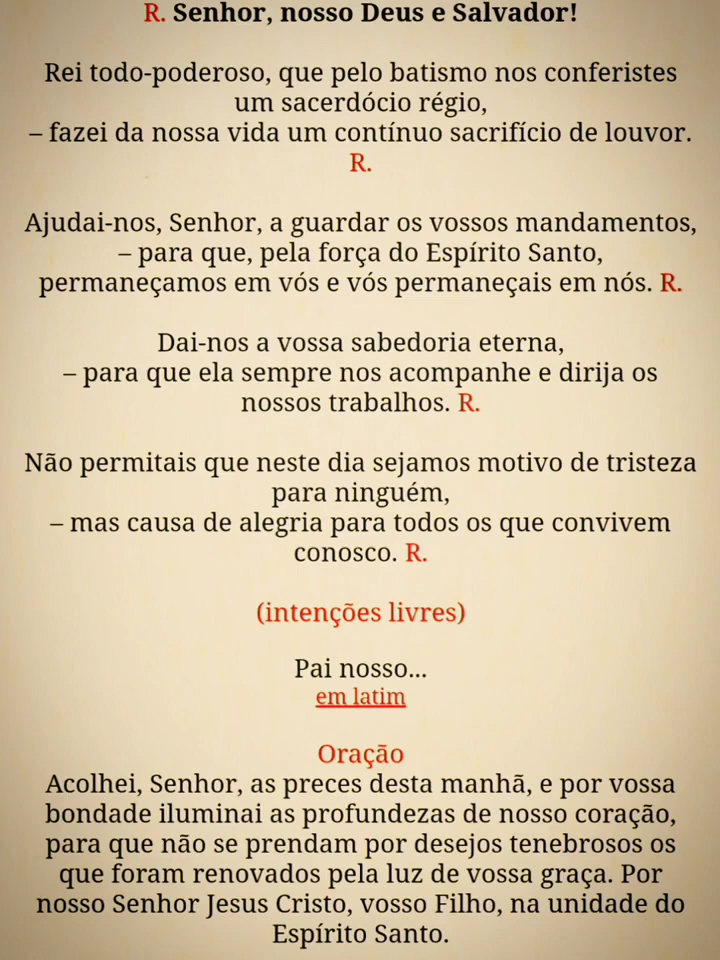 R. Senhor, nosso Deus e Salvador!
Rei todo-poderoso, que pelo batismo nos conferistes
um sacerdócio régio,
– fazei da nossa vida um contínuo sacrifício de louvor.
R.
Ajudai-nos, Senhor, a guardar os vossos mandamentos,
– para que, pela força do Espírito Santo,
permaneçamos em vós e vós permaneçais em nós. R.
Dai-nos a vossa sabedoria eterna,
– para que ela sempre nos acompanhe e dirija os
nossos trabalhos. R.
Não permitais que neste dia sejamos motivo de tristeza
para ninguém,
– mas causa de alegria para todos os que convivem
conosco. R.
(intenções livres)
Pai nosso...
em latim
Oração
Acolhei, Senhor, as preces desta manhã, e por vossa
bondade iluminai as profundezas de nosso coração,
para que não se prendam por desejos tenebrosos os
que foram renovados pela luz de vossa graça. Por
nosso Senhor Jesus Cristo, vosso Filho, na unidade do
Espírito Santo.